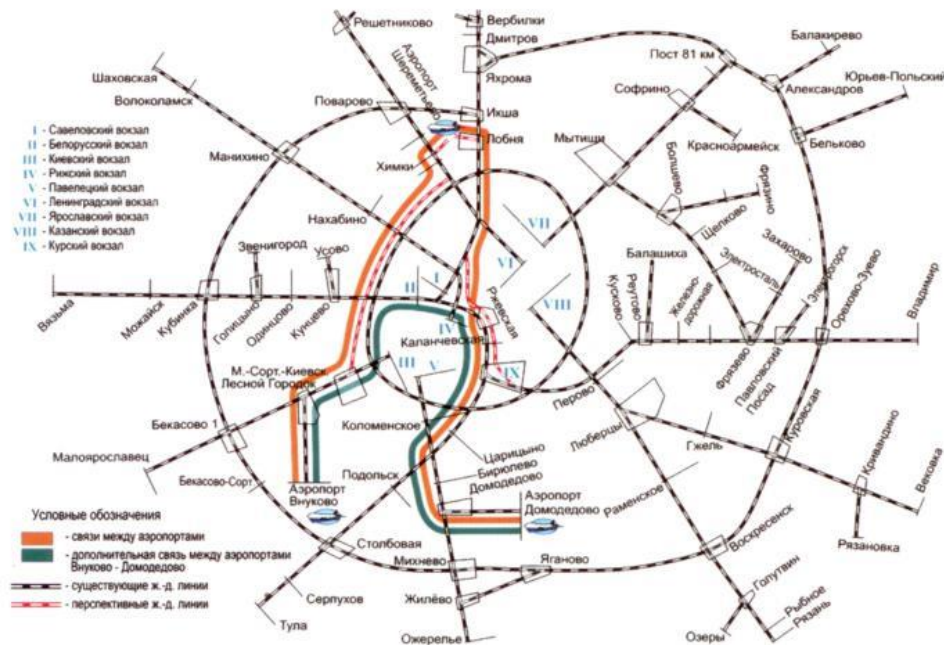 Решетниково
Вербилки
Дмитров
Аэропорт
Шереметьево
Яхрома
Пост 81 км
Балакирево
Юрьев-Польский
Александров
Бельково
Шаховская
Волоколамск
Поварово
Софрино
Красноармейск
Икша
Лобня
Мытищи
Химки
Манихино
I - Савеловский вокзал
II - Белорусский вокзал
III - Киевский вокзал
IV - Рижский вокзал
V - Павелецкий вокзал
VI - Ленинградский вокзал
VII - Ярославский вокзал
VIII - Казанский вокзал
IX - Курский вокзал
Нахабино
Болшево
Фрязино
Щелково
Захарово
Электросталь
Электрогорск
Орехово-Зуево
Владимир
Звенигород
Усово
VII
I
VI
II
VIII
Балашиха
Реутово
Кусково
Железно-
дорожная
Вязьма
Можайск
Кубинка
Голицыно
Одинцово
Кунцево
Ржевская
IV
Каланчевская
III
V
IX
Фрязево
Павловский
Посад
М.-Сорт.-Киевск.
Лесной Городок
Перово
Люберцы
Куровская
Бекасово 1
Малоярославец
Коломенское
Гжель
Кривандино
Вековка
Царицыно
Бирюлево
Домодедово
Подольск
Бекасово-Сорт.
Аэропорт
Внуково
Аэропорт
Домодедово
Раменское
Воскресенск
Рязановка
Условные обозначения
- связи между аэропортами
- дополнительная связь между аэропортами
Внуково - Домодедово
- существующие ж.-д. линии
- перспективные ж.-д. линии
Столбовая
Михнево
Яганово
Серпухов
Тула
Жилёво
Ожерелье
Голутвин
Озеры
Рыбное
Рязань